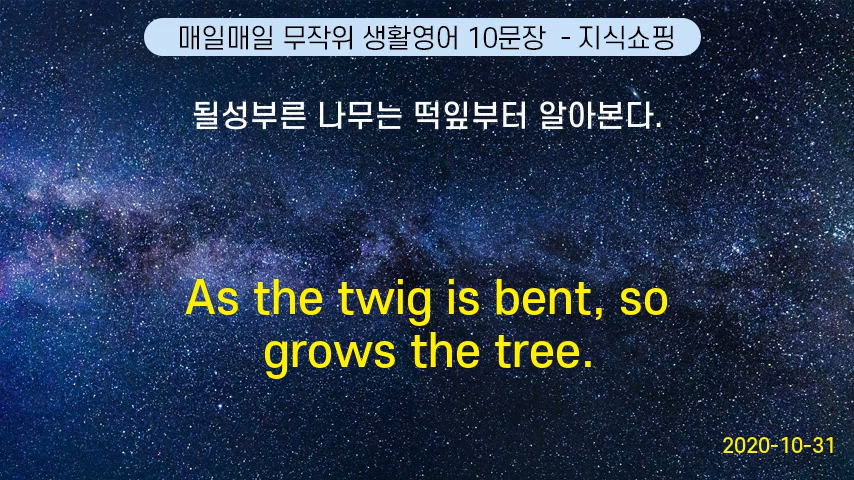 매일매일 무작위 생활영어 10문장 - 지식쇼핑
될성부른 나무는 떡잎부터 알아본다.
As the twig is bent, so
grows the tree.
2020-10-31